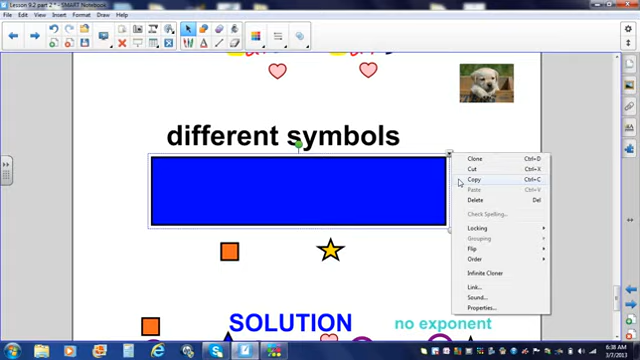 Lesson 9.2 part 2 * - SMART Notebook
File Edit View Insert Format Draw Help
different symbols
Clone Ctrl+D
Cut Ctrl+X
Copy Ctrl+C
Paste Ctrl+V
Delete Del
Check Spelling...
Locking
Grouping
Flip
Order
Infinite Cloner
Link...
Sound...
Properties...
SOLUTION
no exponent
6:38 AM
3/7/2013